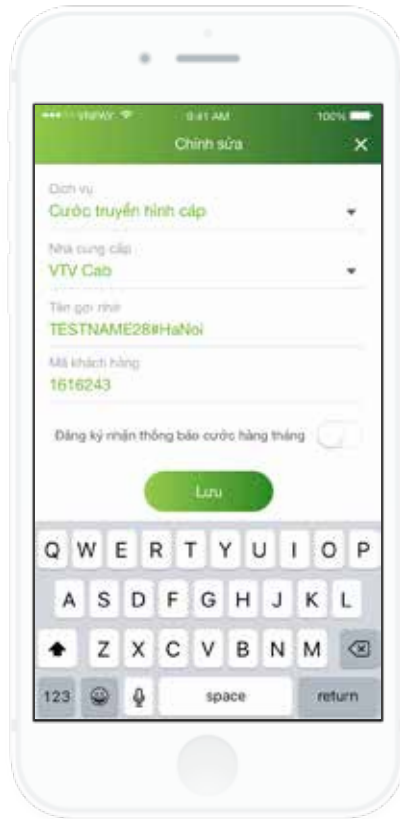 9:41 AM
100%
Chỉnh sửa
Dịch vụ
Cước truyền hình cáp
Nhà cung cấp
VTV Cab
Tên gợi nhớ
TESTNAME28#HaNoi
Mã khách hàng
1616243
Đăng ký nhận thông báo cước hàng tháng
Lưu
Q W E R T Y U I O P
A S D F G H J K L
Z X C V B N M
123 space return